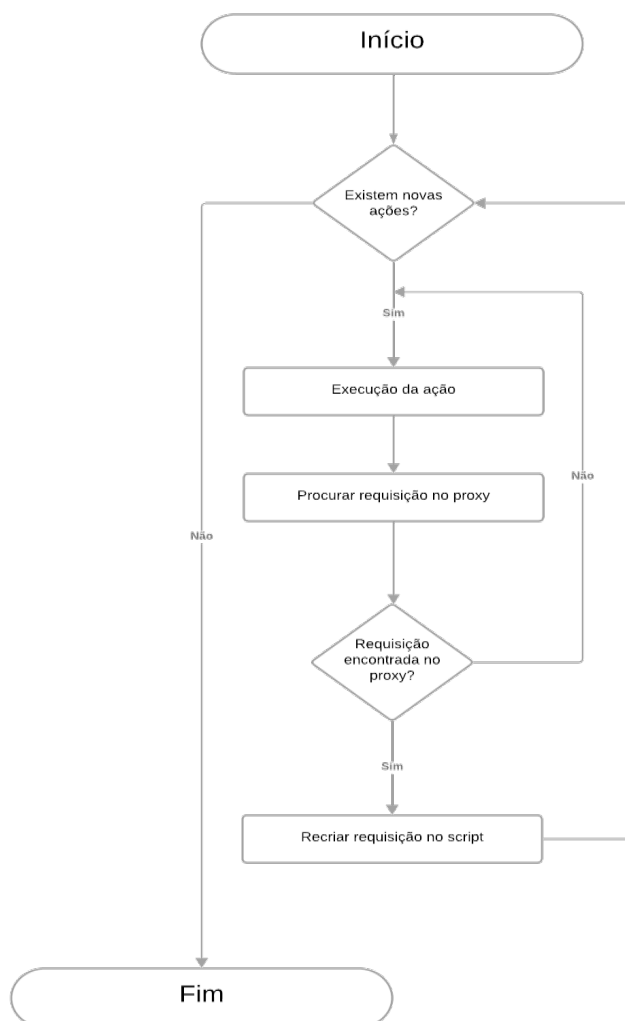 Início
Existem novas
ações?
Sim
Execução da ação
Procurar requisição no proxy
Não
Não
Requisição
encontrada no
proxy?
Sim
Recriar requisição no script
Fim